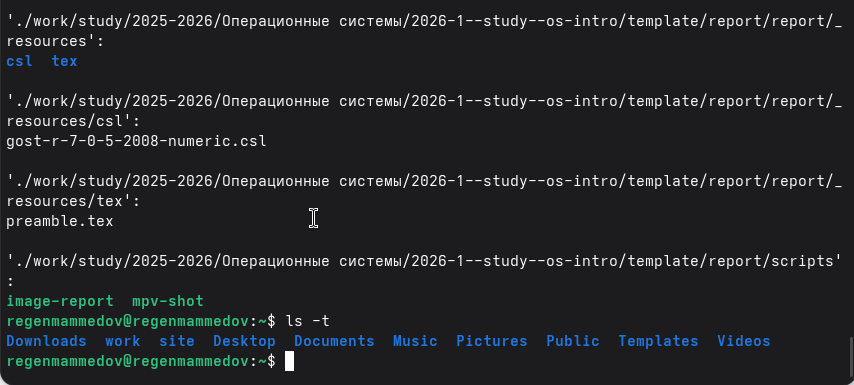 './work/study/2025-2026/Операционные системы/2026-1--study--os-intro/template/report/report/_
resources':
csl  tex
'./work/study/2025-2026/Операционные системы/2026-1--study--os-intro/template/report/report/_
resources/csl':
gost-r-7-0-5-2008-numeric.csl
'./work/study/2025-2026/Операционные системы/2026-1--study--os-intro/template/report/report/_
resources/tex':
preamble.tex
'./work/study/2025-2026/Операционные системы/2026-1--study--os-intro/template/report/scripts'
:
image-report  mpv-shot
regenmammedov@regenmammedov:~$ ls -t
Downloads  work  site  Desktop  Documents  Music  Pictures  Public  Templates  Videos
regenmammedov@regenmammedov:~$